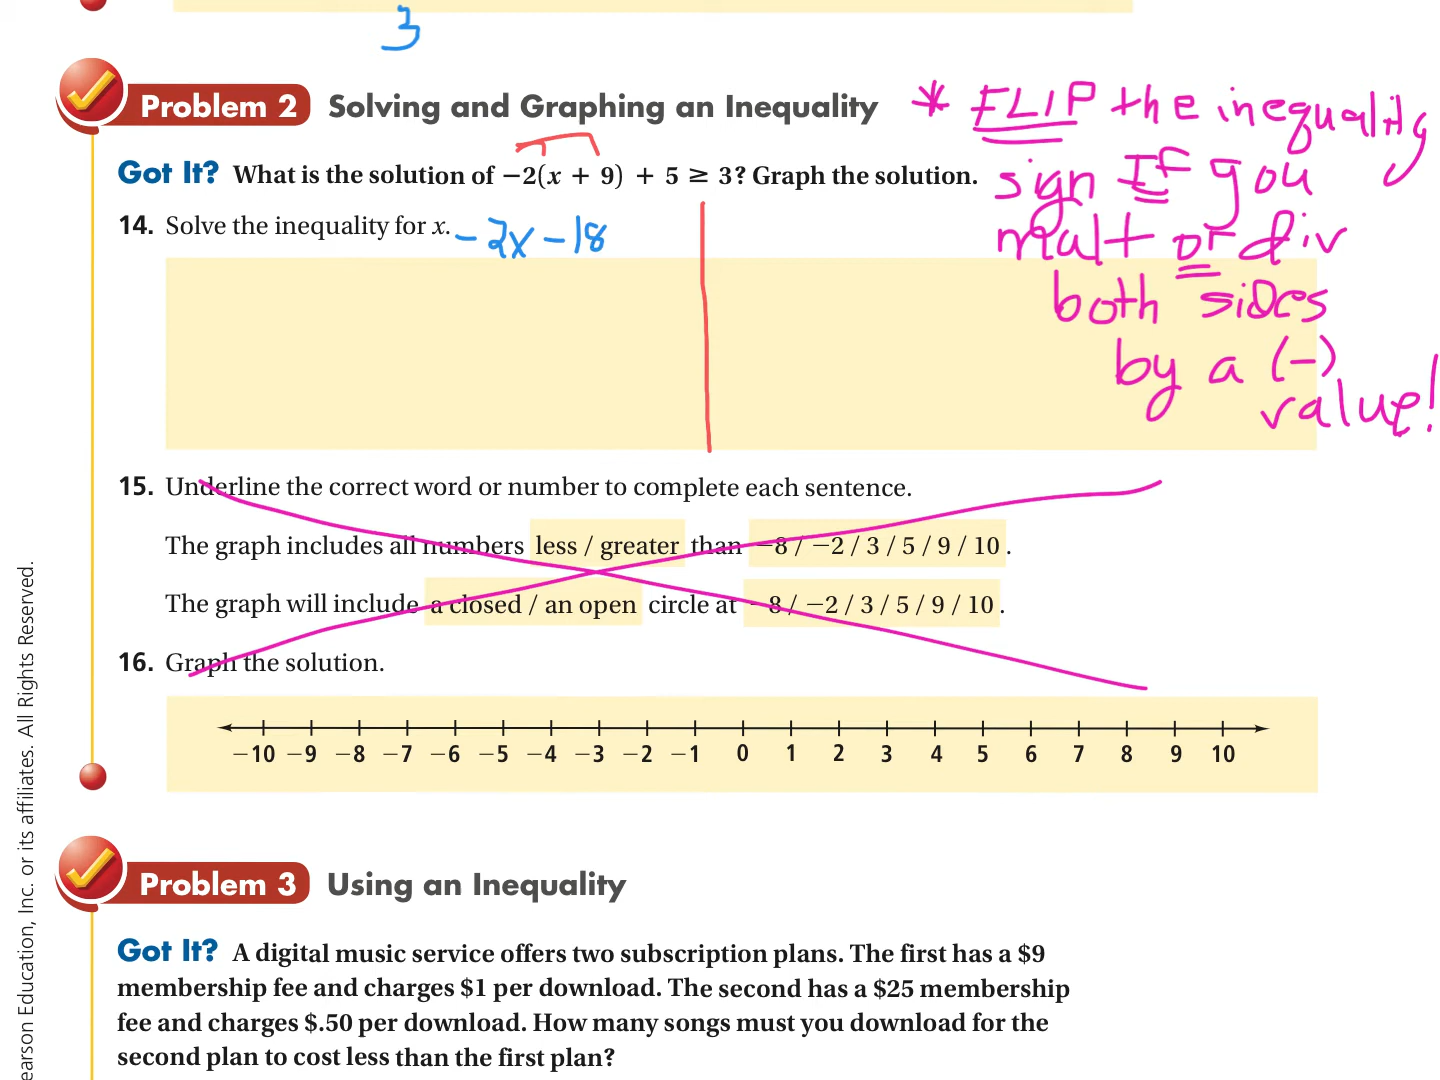 3
Problem 2 Solving and Graphing an Inequality
* FLIP the inequality
sign If you
mult or div
both sides
by a (-)
value!
Got It? What is the solution of −2(x + 9) + 5 ≥ 3? Graph the solution.
14. Solve the inequality for x.
-2x-18
15. Underline the correct word or number to complete each sentence.
The graph includes all numbers less / greater than −8 / −2 / 3 / 5 / 9 / 10 .
The graph will include a closed / an open circle at −8 / −2 / 3 / 5 / 9 / 10 .
16. Graph the solution.
−10 −9 −8 −7 −6 −5 −4 −3 −2 −1 0 1 2 3 4 5 6 7 8 9 10
Problem 3 Using an Inequality
Got It? A digital music service offers two subscription plans. The first has a $9
membership fee and charges $1 per download. The second has a $25 membership
fee and charges $.50 per download. How many songs must you download for the
second plan to cost less than the first plan?
earson Education, Inc. or its affiliates. All Rights Reserved.